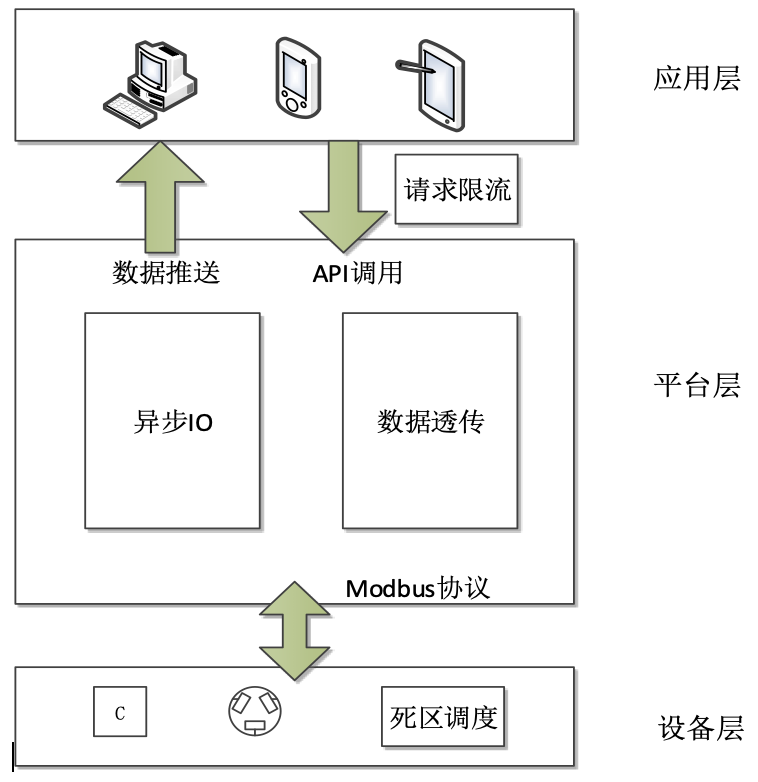 应用层
请求限流
数据推送
API调用
异步IO
数据透传
平台层
Modbus协议
C
死区调度
设备层